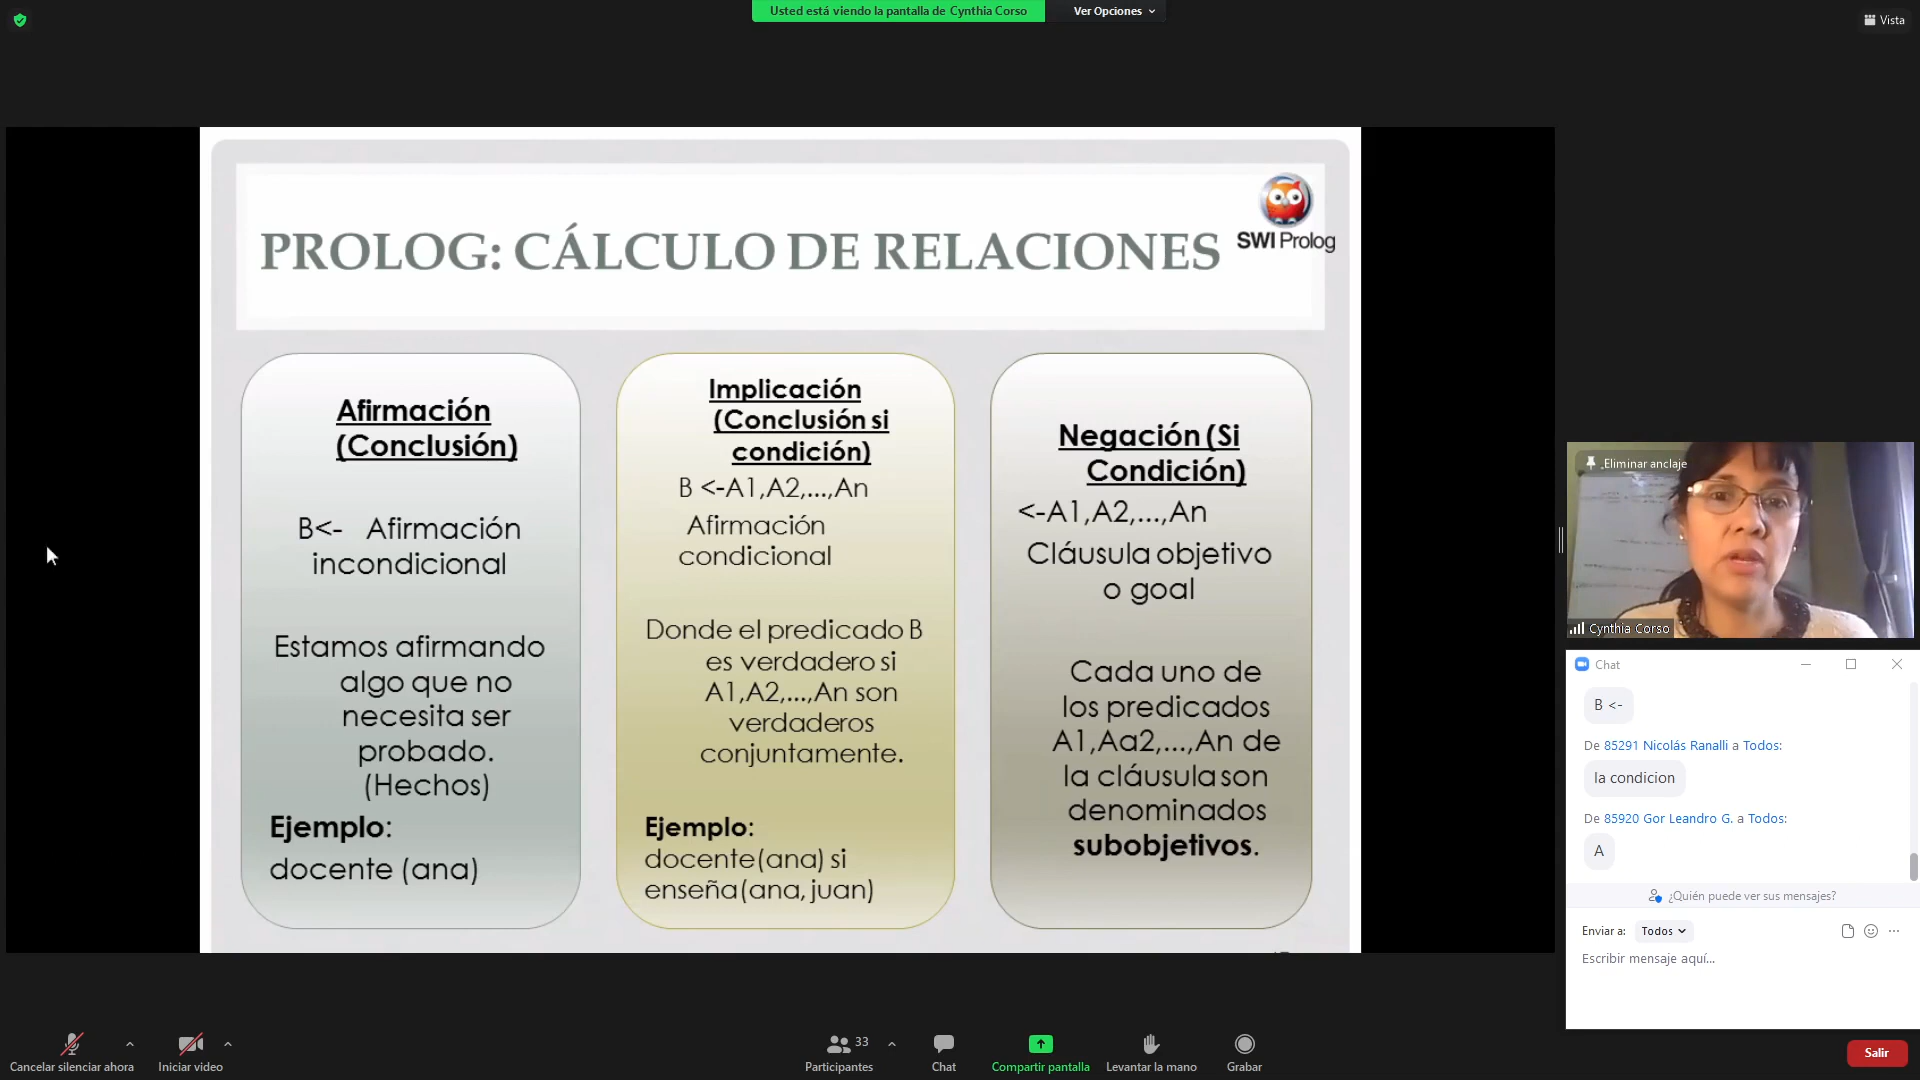 Usted está viendo la pantalla de Cynthia Corso
Ver Opciones
Vista
SWI Prolog
PROLOG: CÁLCULO DE RELACIONES
Afirmación
(Conclusión)
B<- Afirmación
incondicional
Estamos afirmando
algo que no
necesita ser
probado.
(Hechos)
Ejemplo:
docente (ana)
Implicación
(Conclusión si
condición)
B <-A1,A2,...,An
Afirmación
condicional
Donde el predicado B
es verdadero si
A1,A2,...,An son
verdaderos
conjuntamente.
Ejemplo:
docente(ana) si
enseña(ana, juan)
Negación (Si
Condición)
<-A1,A2,...,An
Cláusula objetivo
o goal
Cada uno de
los predicados
A1,Aa2,...,An de
la cláusula son
denominados
subobjetivos.
Eliminar anclaje
Cynthia Corso
Chat
B <-
De 85291 Nicolás Ranalli a Todos:
la condicion
De 85920 Gor Leandro G. a Todos:
A
¿Quién puede ver sus mensajes?
Enviar a: Todos
Escribir mensaje aquí...
Cancelar silenciar ahora
Iniciar video
33
Participantes
Chat
Compartir pantalla
Levantar la mano
Grabar
Salir